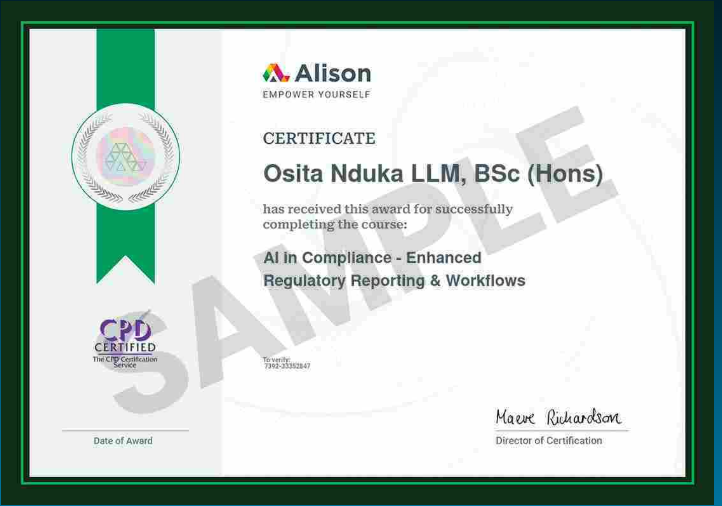 Alison
EMPOWER YOURSELF
CERTIFICATE
Osita Nduka LLM, BSc (Hons)
has received this award for successfully
completing the course:
AI in Compliance - Enhanced
Regulatory Reporting & Workflows
SAMPLE
CPD
CERTIFIED
The CPD Certification
Service
To verify:
7392-33352847
Maeve Richardson
Date of Award
Director of Certification